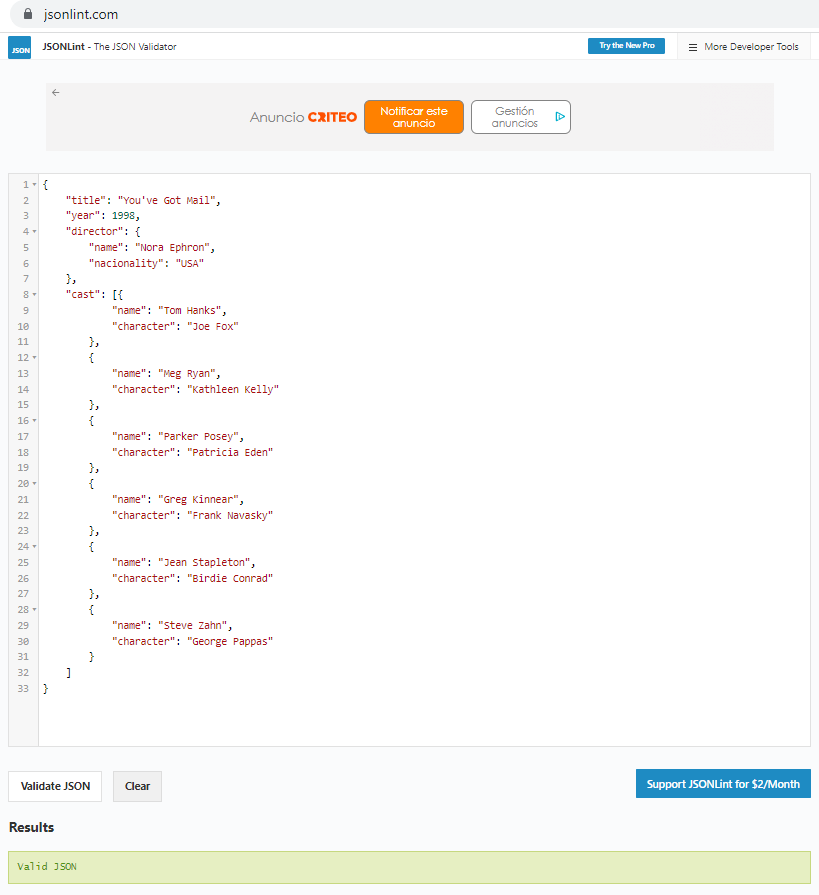 jsonlint.com
JSON JSONLint - The JSON Validator Try the New Pro More Developer Tools
Anuncio CRITEO Notificar este anuncio Gestión anuncios
1 {
2 "title": "You've Got Mail",
3 "year": 1998,
4 "director": {
5 "name": "Nora Ephron",
6 "nacionality": "USA"
7 },
8 "cast": [{
9 "name": "Tom Hanks",
10 "character": "Joe Fox"
11 },
12 {
13 "name": "Meg Ryan",
14 "character": "Kathleen Kelly"
15 },
16 {
17 "name": "Parker Posey",
18 "character": "Patricia Eden"
19 },
20 {
21 "name": "Greg Kinnear",
22 "character": "Frank Navasky"
23 },
24 {
25 "name": "Jean Stapleton",
26 "character": "Birdie Conrad"
27 },
28 {
29 "name": "Steve Zahn",
30 "character": "George Pappas"
31 }
32 ]
33 }
Validate JSON Clear Support JSONLint for $2/Month
Results
Valid JSON